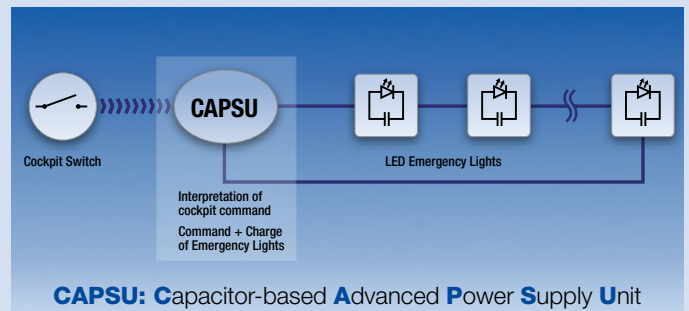 CAPSU
Cockpit Switch
LED Emergency Lights
Interpretation of
cockpit command
Command + Charge
of Emergency Lights
CAPSU: Capacitor-based Advanced Power Supply Unit